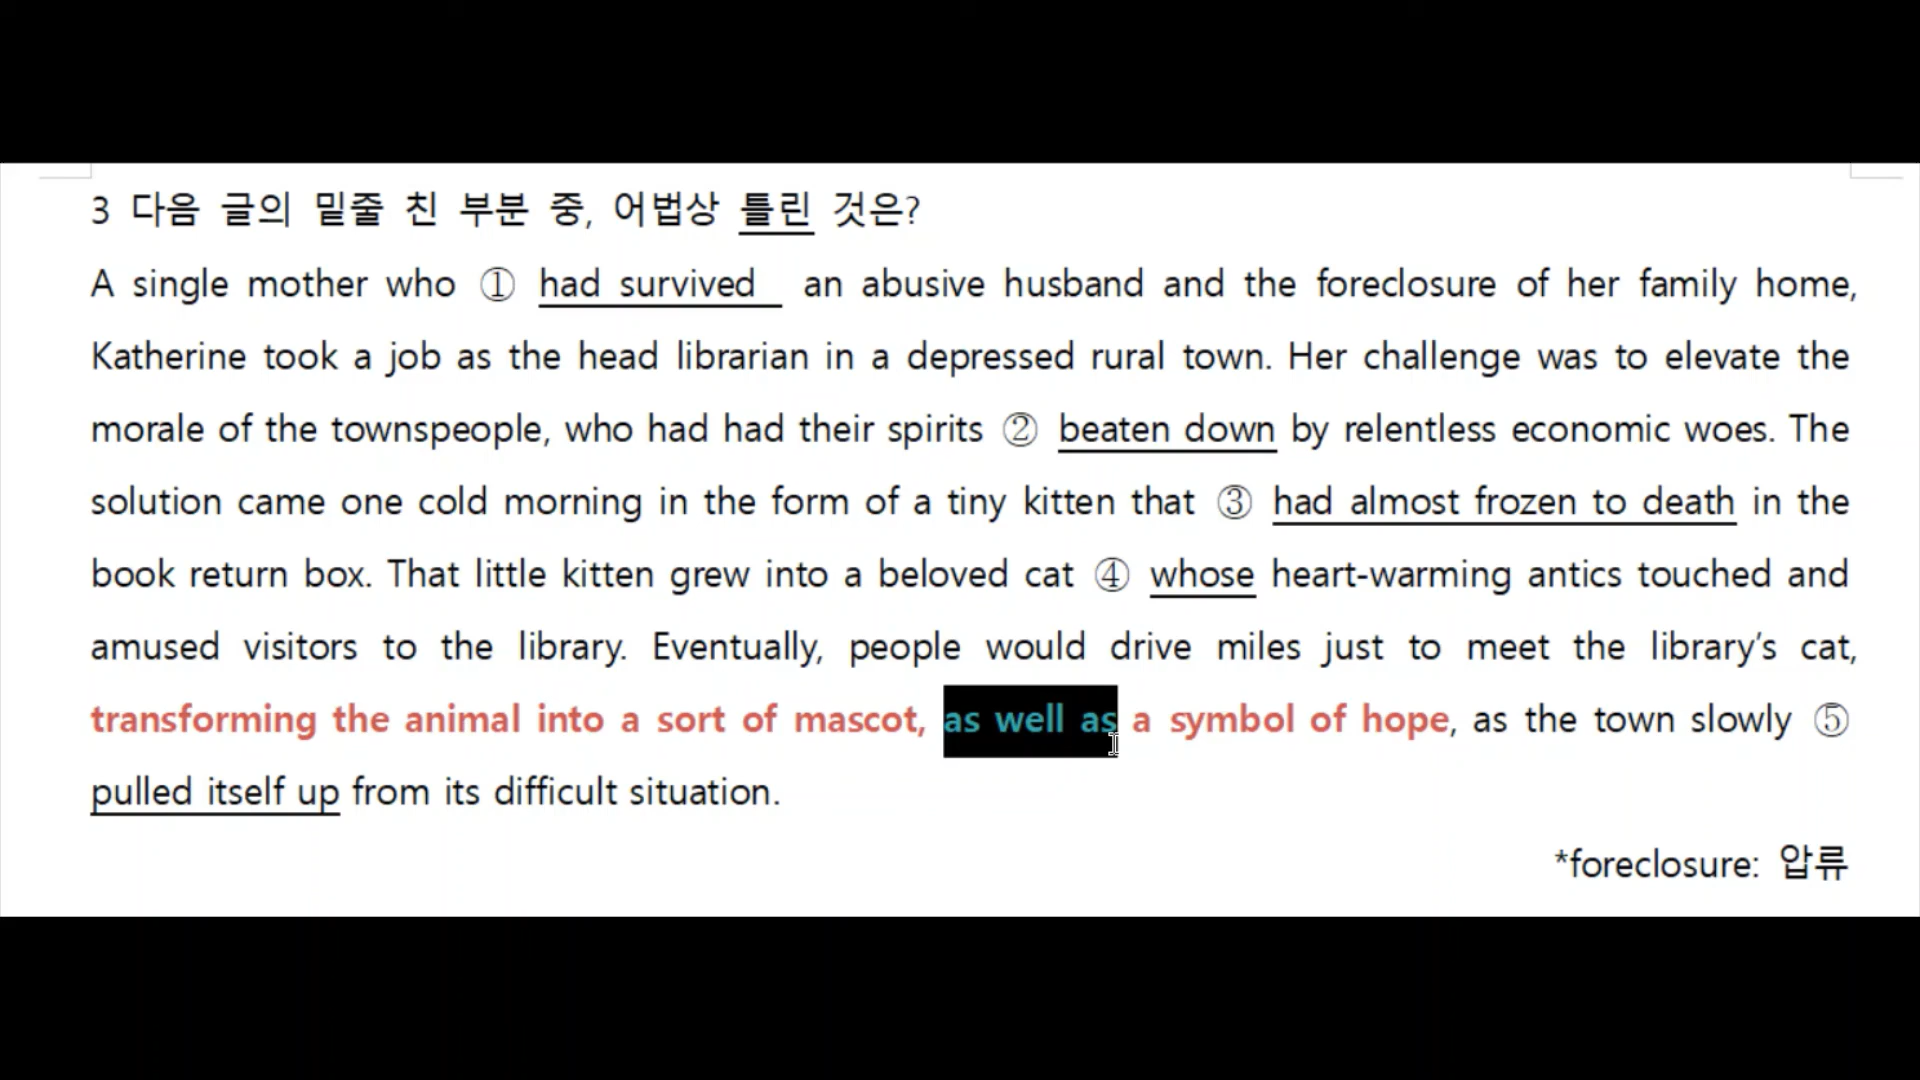 3 다음 글의 밑줄 친 부분 중, 어법상 틀린 것은?
A single mother who ① had survived an abusive husband and the foreclosure of her family home,
Katherine took a job as the head librarian in a depressed rural town. Her challenge was to elevate the
morale of the townspeople, who had had their spirits ② beaten down by relentless economic woes. The
solution came one cold morning in the form of a tiny kitten that ③ had almost frozen to death in the
book return box. That little kitten grew into a beloved cat ④ whose heart-warming antics touched and
amused visitors to the library. Eventually, people would drive miles just to meet the library's cat,
transforming the animal into a sort of mascot, as well as a symbol of hope, as the town slowly ⑤
pulled itself up from its difficult situation.
*foreclosure: 압류